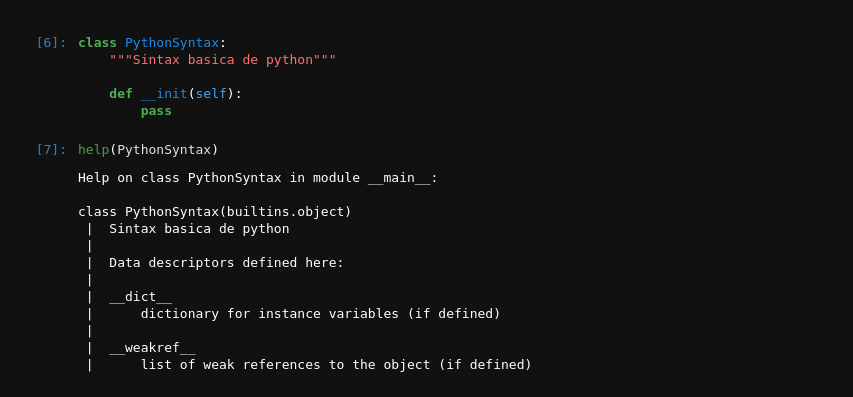 [6]: class PythonSyntax:
"""Sintax basica de python"""
def __init(self):
pass
[7]: help(PythonSyntax)
Help on class PythonSyntax in module __main__:
class PythonSyntax(builtins.object)
| Sintax basica de python
|
| Data descriptors defined here:
|
| __dict__
| dictionary for instance variables (if defined)
|
| __weakref__
| list of weak references to the object (if defined)